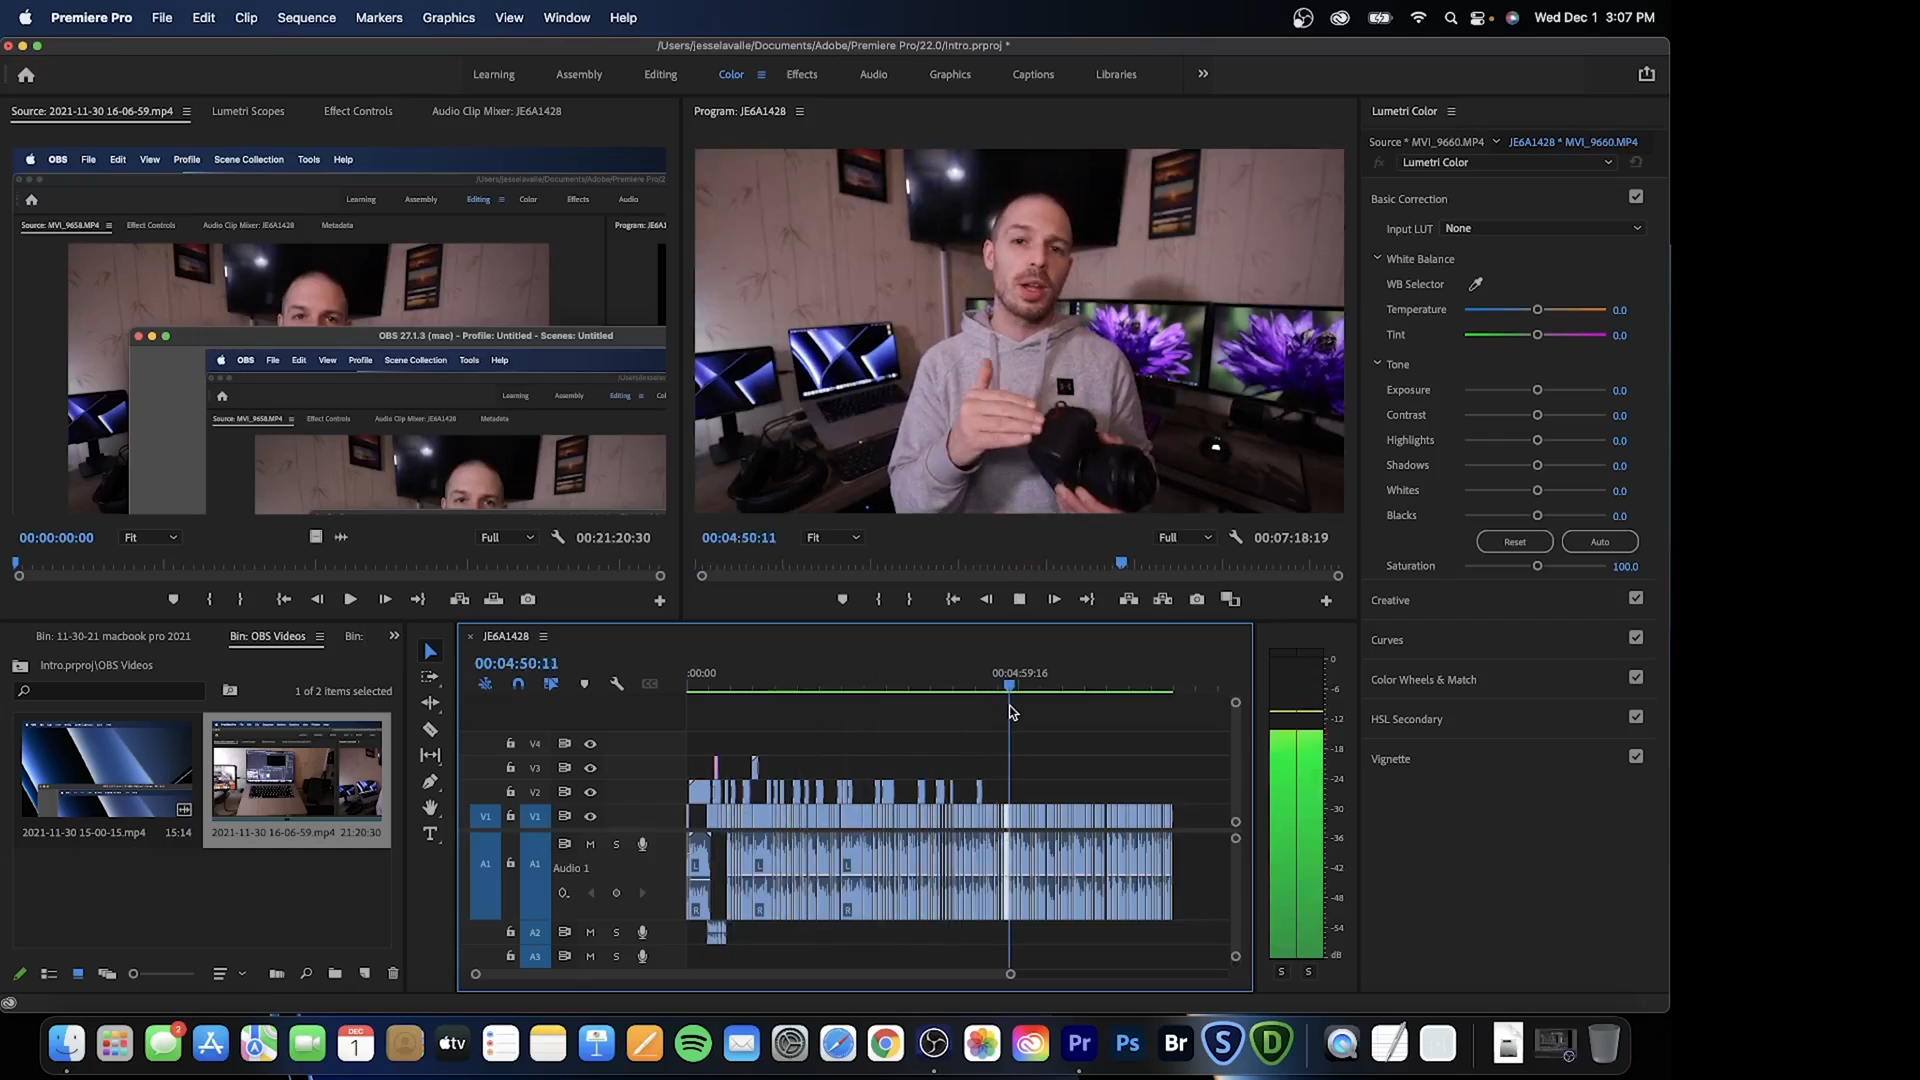 Premiere Pro File Edit Clip Sequence Markers Graphics View Window Help Wed Dec 1 3:07 PM
/Users/jesselavalle/Documents/Adobe/Premiere Pro/22.0/Intro.prproj *
Learning Assembly Editing Color Effects Audio Graphics Captions Libraries
Source: 2021-11-30 16-06-59.mp4 Lumetri Scopes Effect Controls Audio Clip Mixer: JE6A1428
Program: JE6A1428
Lumetri Color
Source * MVI_9660.MP4 JE6A1428 * MVI_9660.MP4
fx Lumetri Color
OBS File Edit View Profile Scene Collection Tools Help
/Users/jesselavalle/Documents/Adobe/Premiere Pro/2
Learning Assembly Editing Color Effects Audio
Source: MVI_9658.MP4 Effect Controls Audio Clip Mixer: JE6A1428 Metadata Program: JE6A1
OBS 27.1.3 (mac) - Profile: Untitled - Scenes: Untitled
OBS File Edit View Profile Scene Collection Tools Help
/Users/jesselav
Learning Assembly Editing Col
Source: MVI_9658.MP4 Effect Controls Audio Clip Mixer: JE6A1428 Metadata
Basic Correction
Input LUT None
White Balance
WB Selector
Temperature 0.0
Tint 0.0
Tone
Exposure 0.0
Contrast 0.0
Highlights 0.0
Shadows 0.0
Whites 0.0
Blacks 0.0
Reset Auto
Saturation 100.0
Creative
Curves
Color Wheels & Match
HSL Secondary
Vignette
00:00:00:00 Fit Full 00:21:20:30
00:04:50:11 Fit Full 00:07:18:19
Bin: 11-30-21 macbook pro 2021 Bin: OBS Videos Bin:
Intro.prproj\OBS Videos
1 of 2 items selected
2021-11-30 15-00-15.mp4 15:14
2021-11-30 16-06-59.mp4 21:20:30
JE6A1428
00:04:50:11
:00:00 00:04:59:16
V4
V3
V2
V1 V1
A1 A1 M S
Audio 1
L L L
R R R
A2 M S
A3 M S
0
-6
-12
-18
-24
-30
-36
-42
-48
-54
dB
S S
2
DEC
1
tv
Pr Ps Br S D